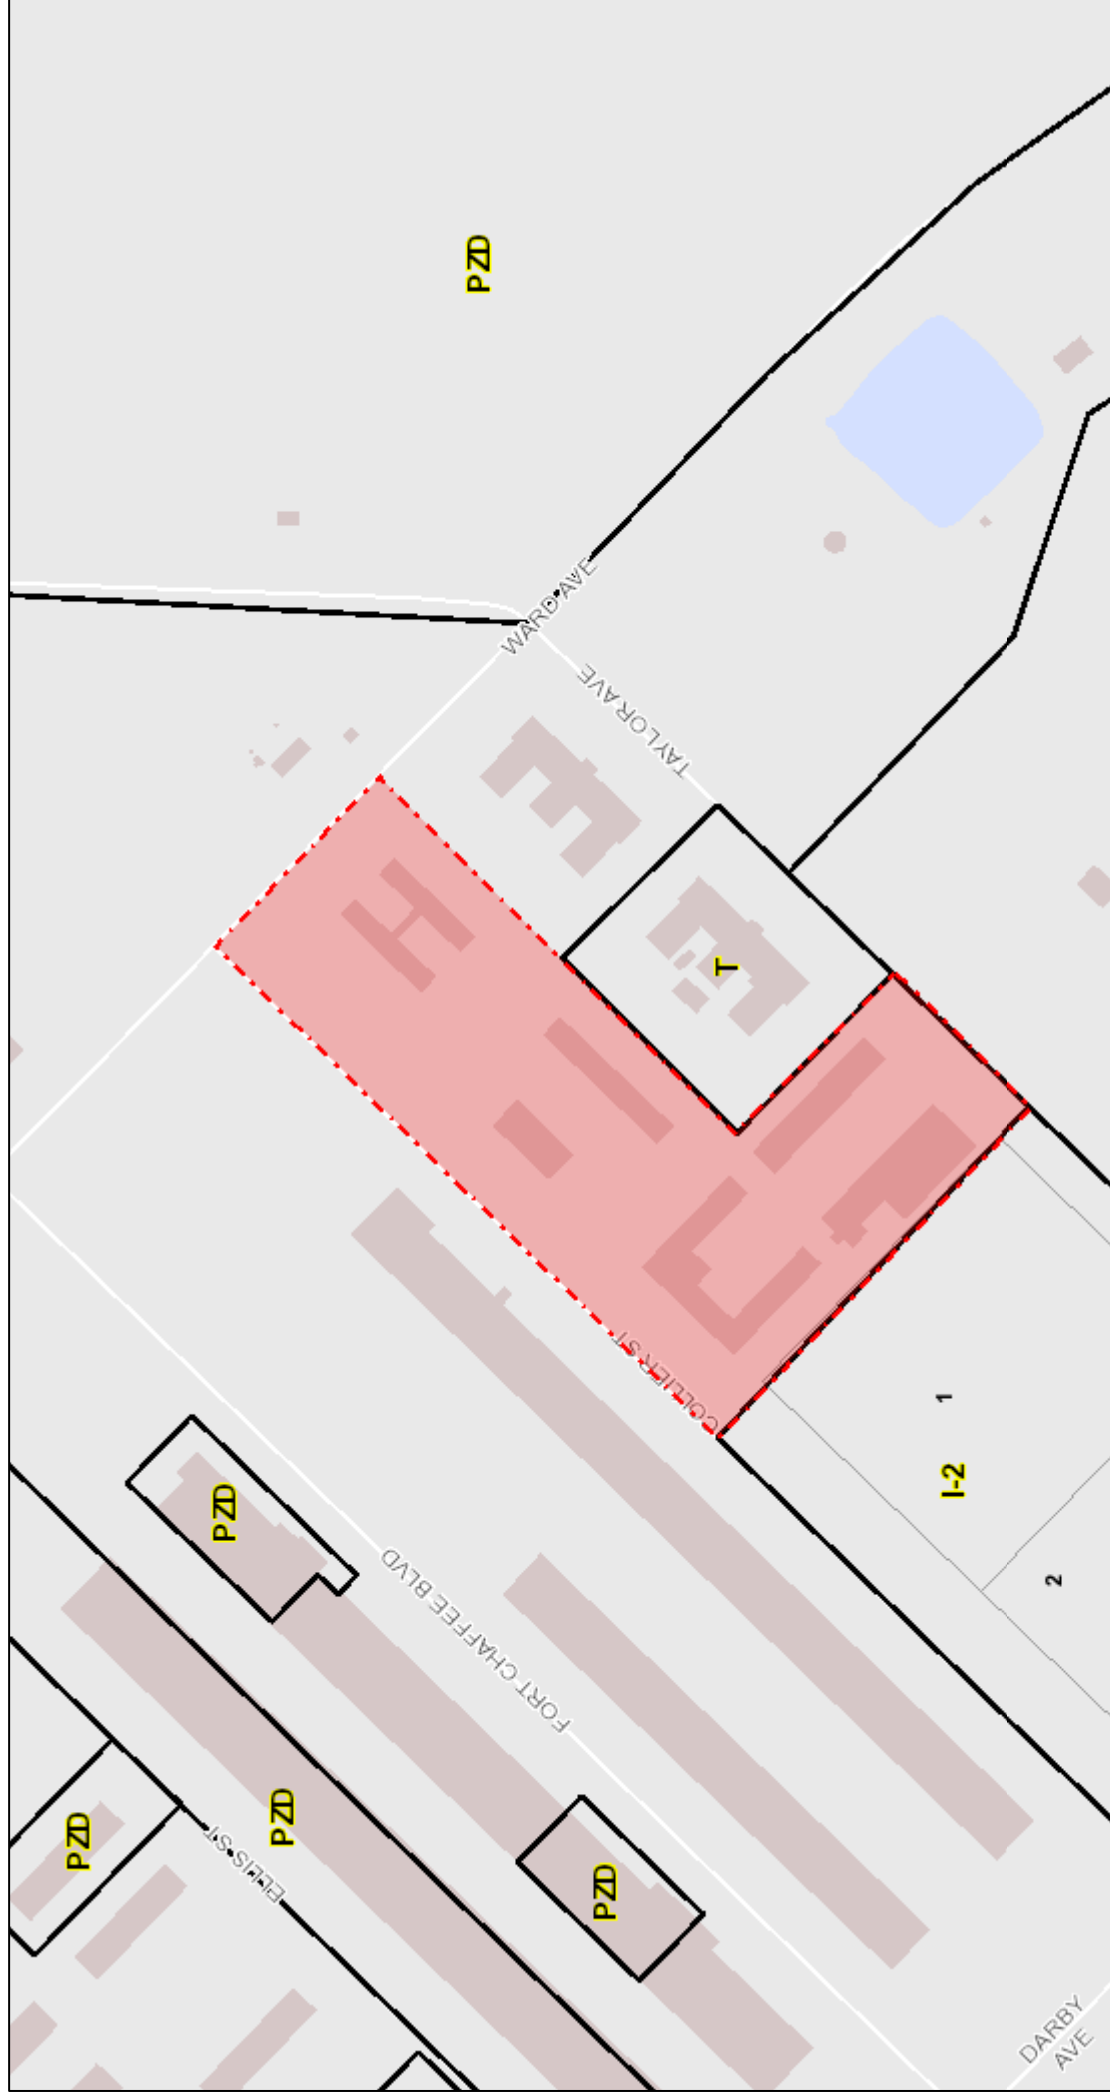 PZD
WARD AVE
TAYLOR AVE
T
COLLIER ST
1
I-2
2
PZD
FORT CHAFFEE BLVD
PZD
PZD
ELLIS ST
PZD
DARBY
AVE